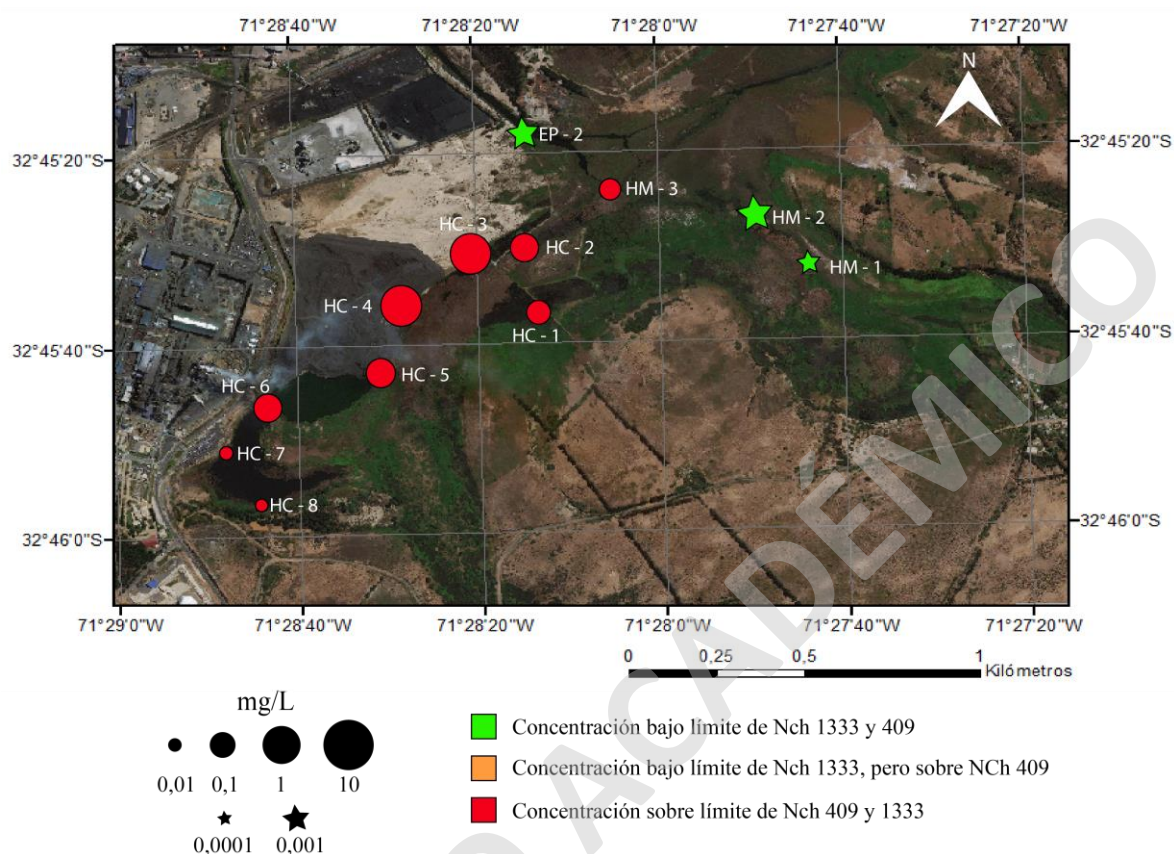 71°28'40"W
71°28'20"W
71°28'0"W
71°27'40"W
71°27'20"W
N
32°45'20"S
EP - 2
32°45'20"S
HM - 3
HM - 2
HC - 3
HC - 2
HM - 1
HC - 4
HC - 1
32°45'40"S
32°45'40"S
HC - 5
HC - 6
HC - 7
HC - 8
32°46'0"S
32°46'0"S
71°29'0"W
71°28'40"W
71°28'20"W
71°28'0"W
71°27'40"W
71°27'20"W
0 0,25 0,5 1
Kilómetros
mg/L
0,01 0,1 1 10
0,0001 0,001
Concentración bajo límite de Nch 1333 y 409
Concentración bajo límite de Nch 1333, pero sobre NCh 409
Concentración sobre límite de Nch 409 y 1333
O ACADÉMICO